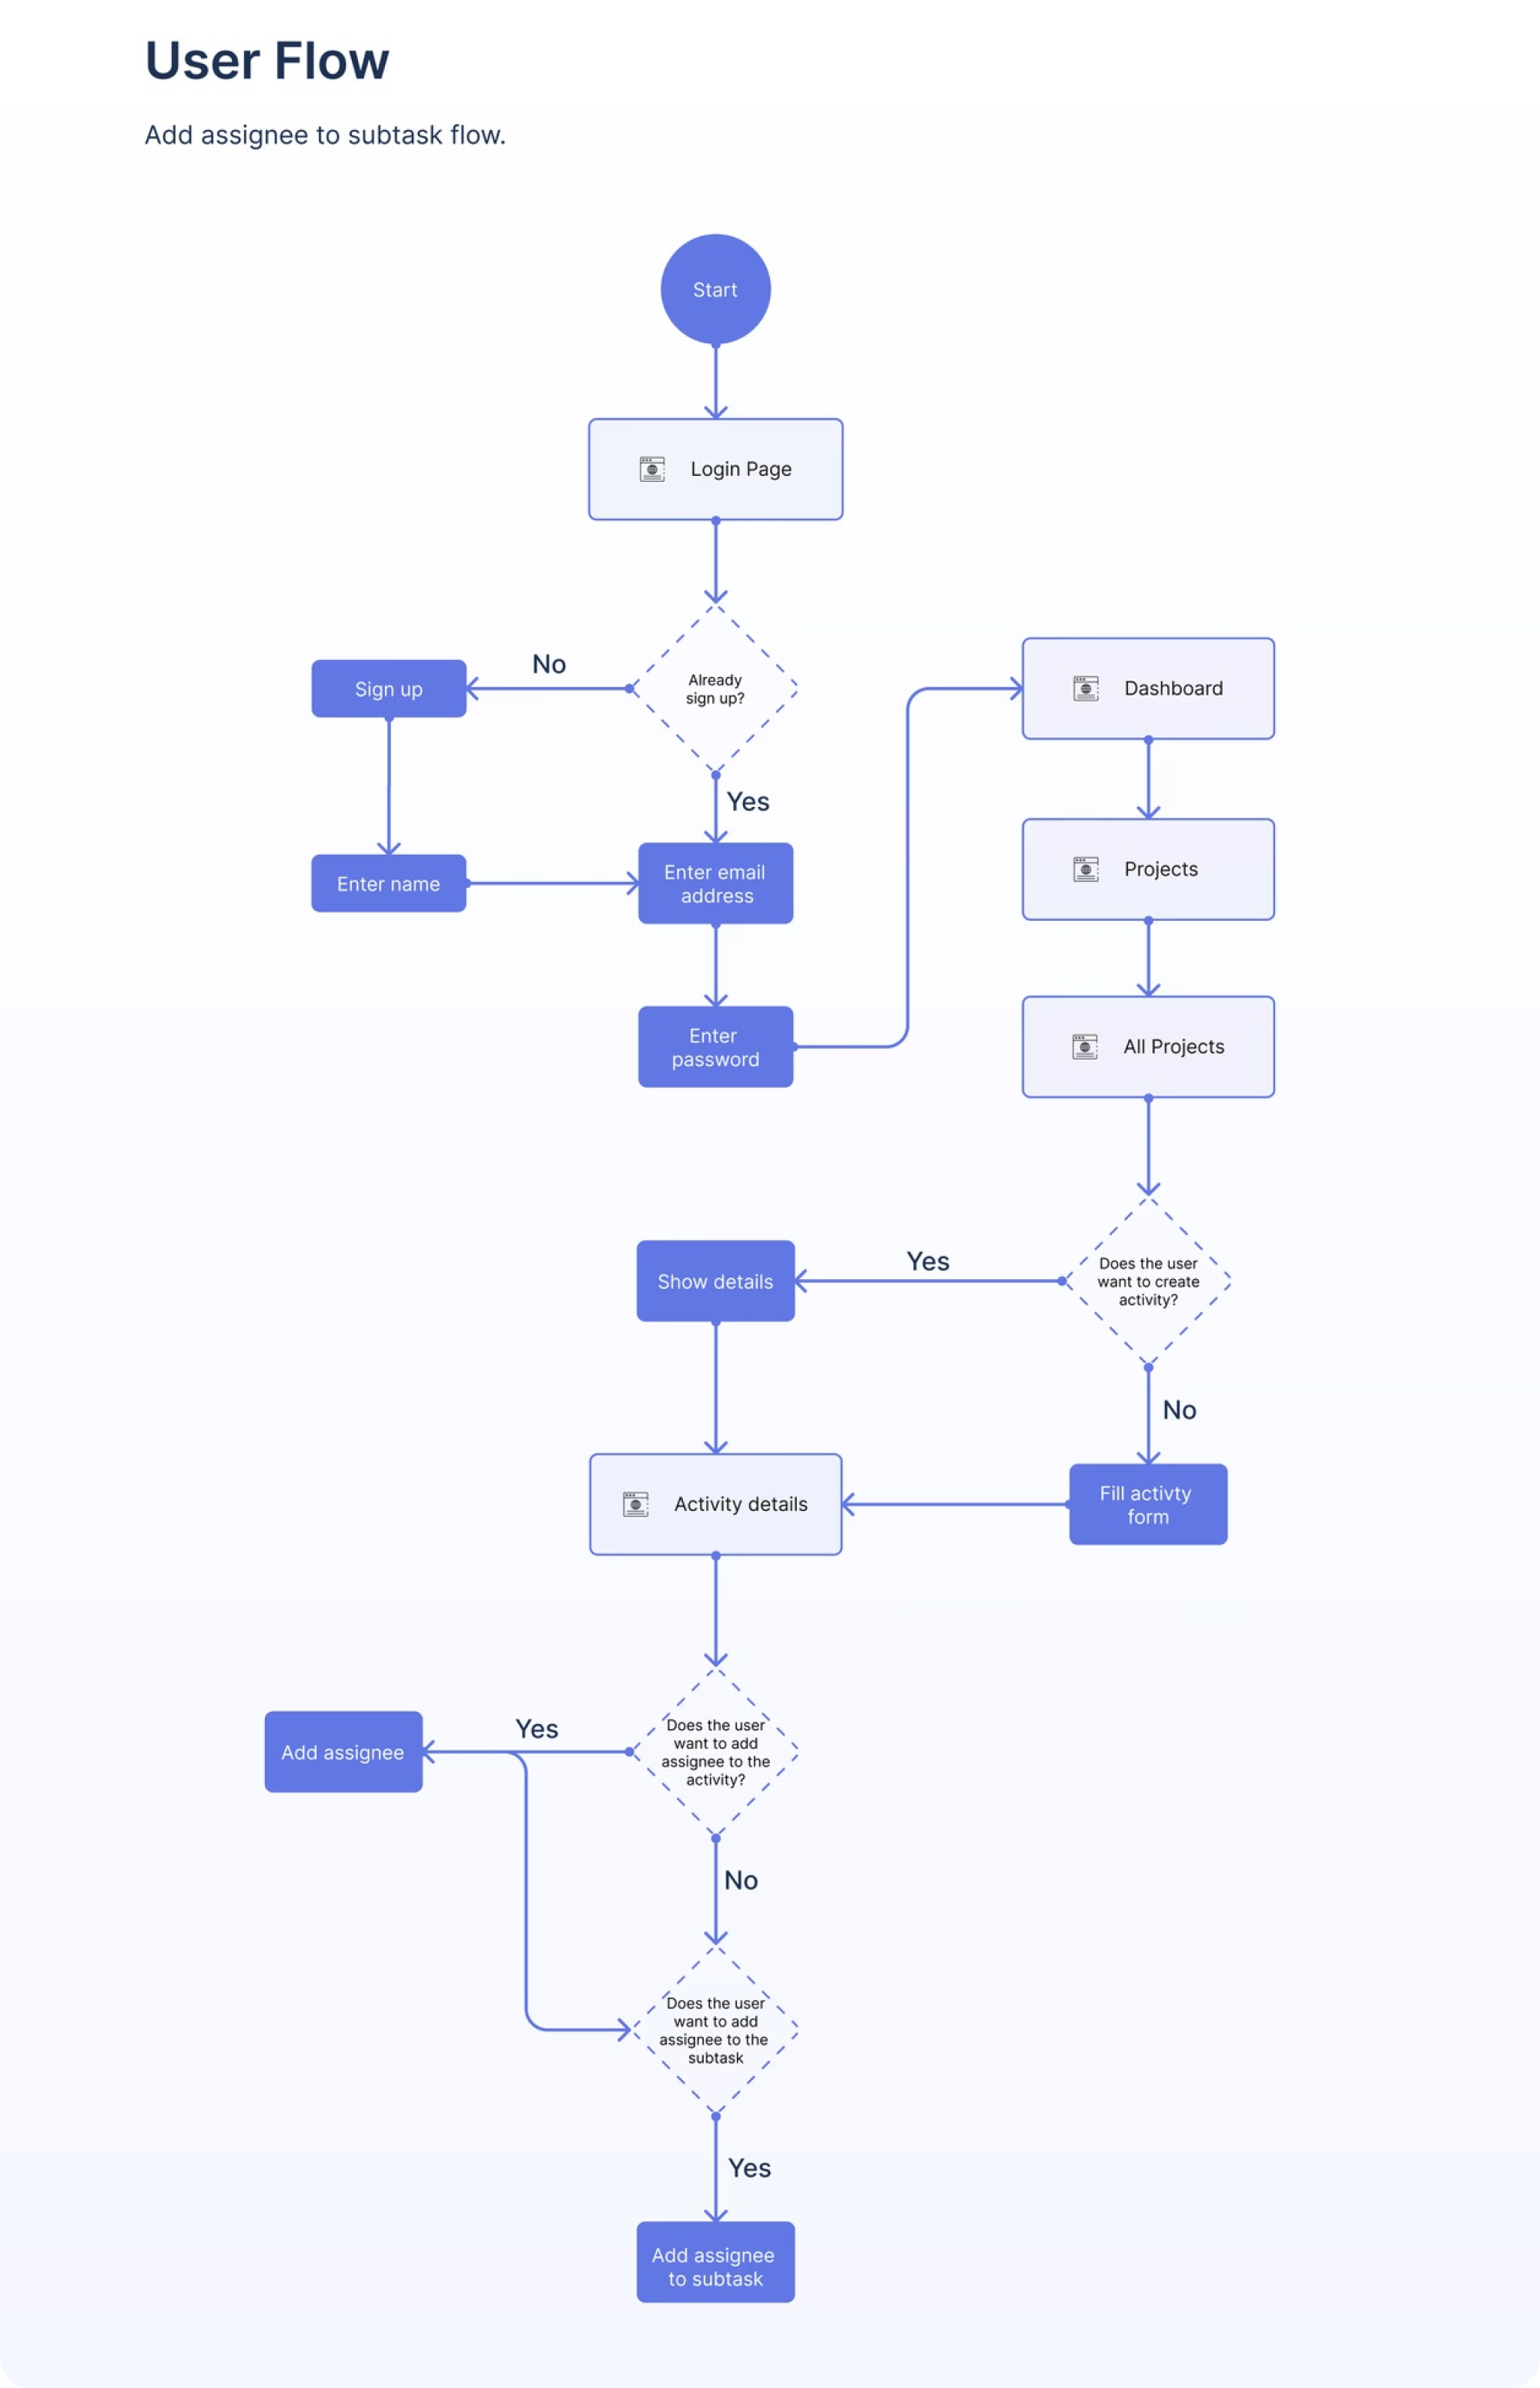 User Flow
Add assignee to subtask flow.
Start
Login Page
Already
sign up?
No
Sign up
Yes
Enter name
Enter email
address
Enter
password
Dashboard
Projects
All Projects
Does the user
want to create
activity?
Yes
Show details
No
Fill activty
form
Activity details
Does the user
want to add
assignee to the
activity?
Yes
Add assignee
No
Does the user
want to add
assignee to the
subtask
Yes
Add assignee
to subtask